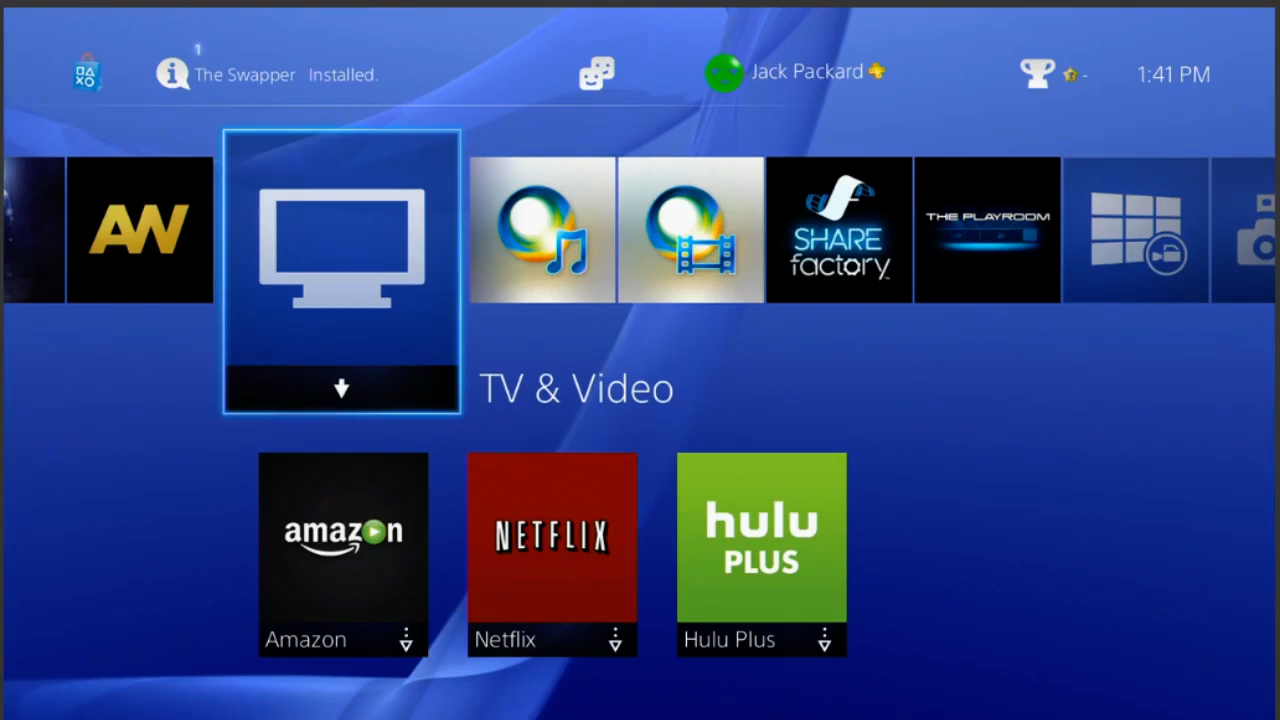 1
The Swapper Installed.
Jack Packard
-
1:41 PM
AW
SHARE
factory™
THE PLAYROOM
TV & Video
amazon
NETFLIX
hulu
PLUS
Amazon
Netflix
Hulu Plus